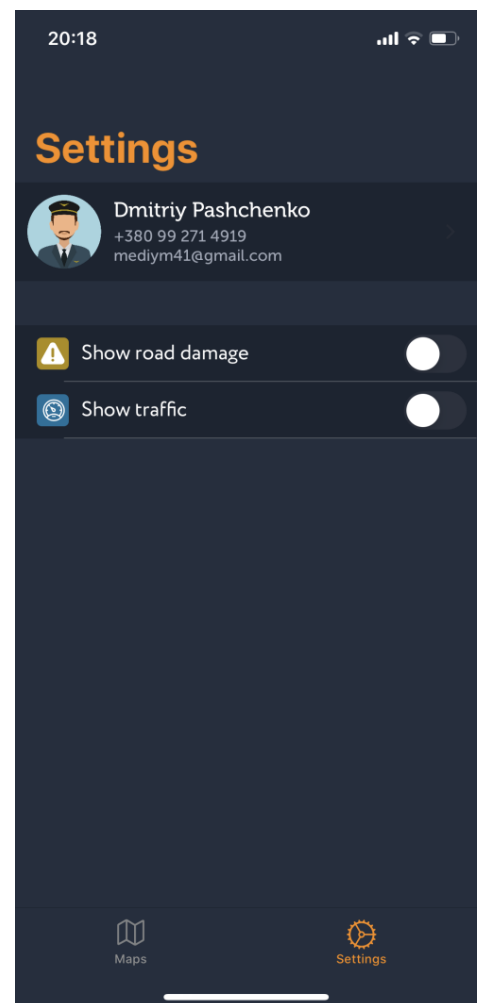 20:18
Settings
Dmitriy Pashchenko
+380 99 271 4919
mediym41@gmail.com
Show road damage
Show traffic
Maps
Settings